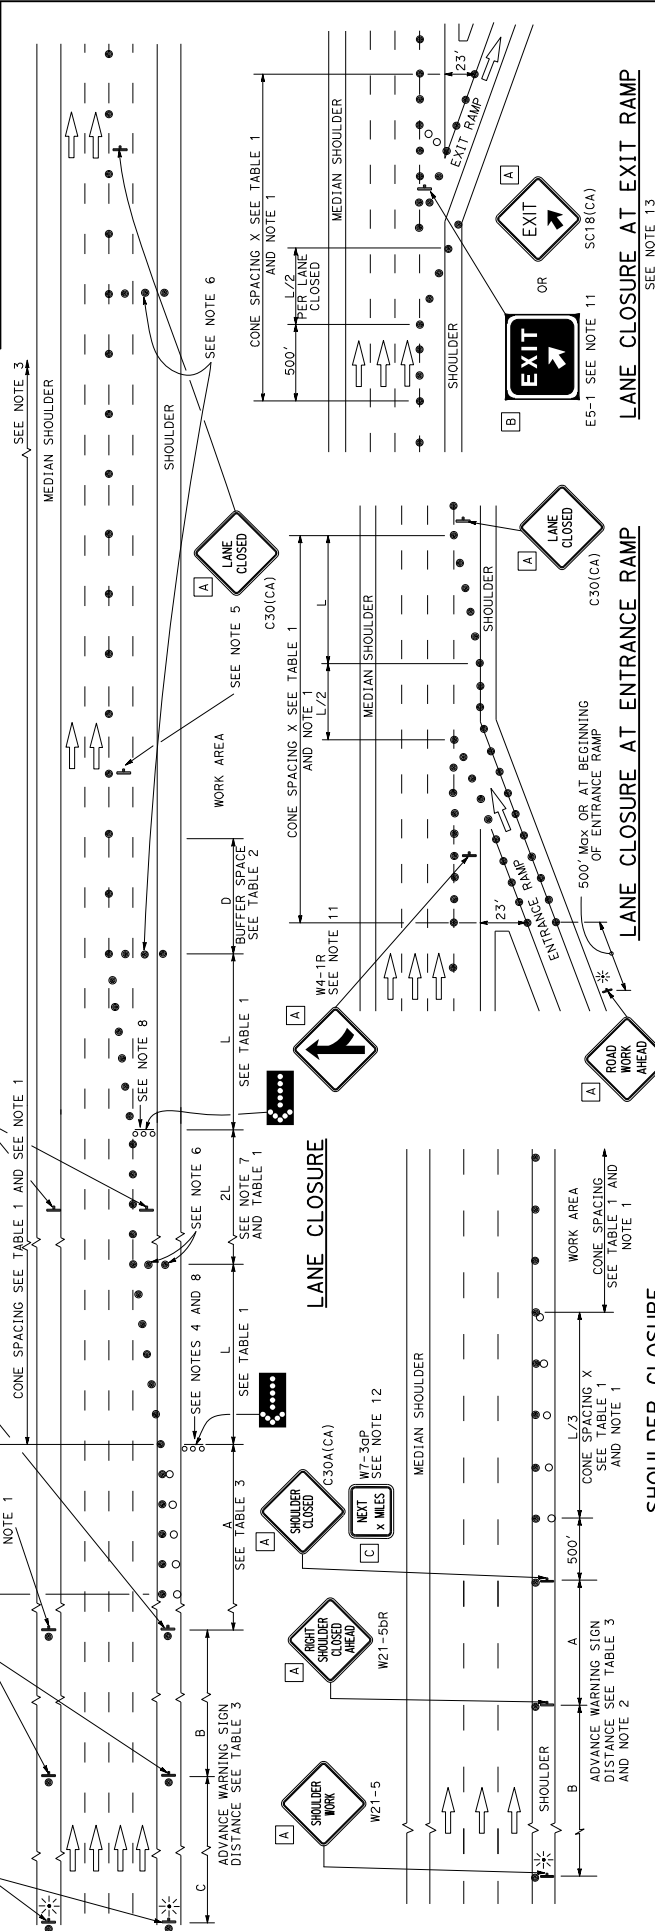 CONE SPACING SEE TABLE 1 AND SEE NOTE 1
SEE NOTE 3
NOTE 1
MEDIAN SHOULDER
SHOULDER
C
B
ADVANCE WARNING SIGN
DISTANCE SEE TABLE 3
A
SEE TABLE 3
SEE NOTES 4 AND 8
L
SEE TABLE 1
SEE NOTE 6
2L
SEE NOTE 7
AND TABLE 1
SEE NOTE 8
L
SEE TABLE 1
D
BUFFER SPACE
SEE TABLE 2
WORK AREA
SEE NOTE 5
SEE NOTE 6
A
LANE
CLOSED
C30(CA)
LANE CLOSURE
A
SHOULDER
WORK
W21-5
A
RIGHT
SHOULDER
CLOSED
AHEAD
W21-5bR
A
SHOULDER
CLOSED
C30A(CA)
C
NEXT
X MILES
W7-3aP
SEE NOTE 12
MEDIAN SHOULDER
SHOULDER
B
A
ADVANCE WARNING SIGN
DISTANCE SEE TABLE 3
AND NOTE 2
500'
L/3
CONE SPACING X
SEE TABLE 1
AND NOTE 1
WORK AREA
CONE SPACING
SEE TABLE 1 AND
NOTE 1
SHOULDER CLOSURE
A
W4-1R
SEE NOTE 11
CONE SPACING X SEE TABLE 1
AND NOTE 1
L/2
L
MEDIAN SHOULDER
SHOULDER
23'
ENTRANCE RAMP
500' Max OR AT BEGINNING
OF ENTRANCE RAMP
A
ROAD
WORK
AHEAD
A
LANE
CLOSED
C30(CA)
LANE CLOSURE AT ENTRANCE RAMP
CONE SPACING X SEE TABLE 1
AND NOTE 1
500'
L/2
PER LANE
CLOSED
MEDIAN SHOULDER
SHOULDER
23'
EXIT RAMP
B
EXIT
E5-1 SEE NOTE 11
OR
A
EXIT
SC18(CA)
LANE CLOSURE AT EXIT RAMP
SEE NOTE 13